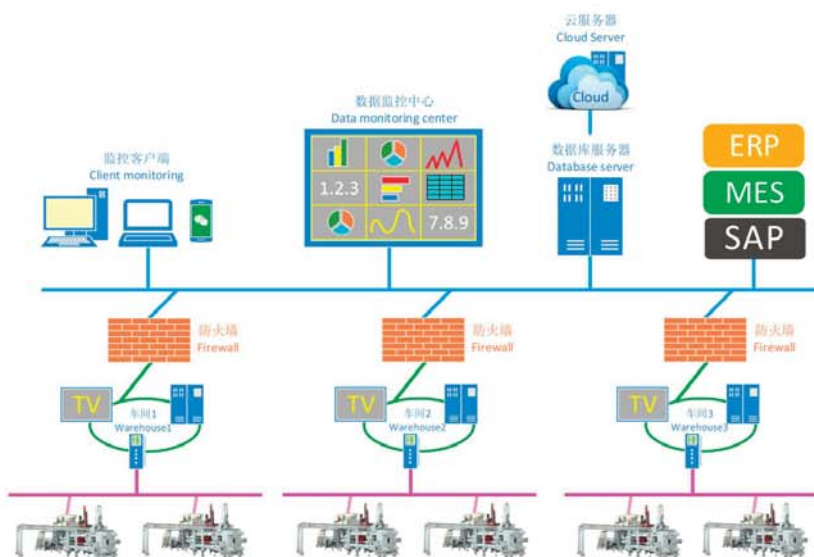 云服务器
Cloud Server
Cloud
数据监控中心
Data monitoring center
数据库服务器
Database server
监控客户端
Client monitoring
1.2.3
7.8.9
ERP
MES
SAP
防火墙
Firewall
防火墙
Firewall
防火墙
Firewall
TV
车间1
Warehouse1
TV
车间2
Warehouse2
TV
车间3
Warehouse3